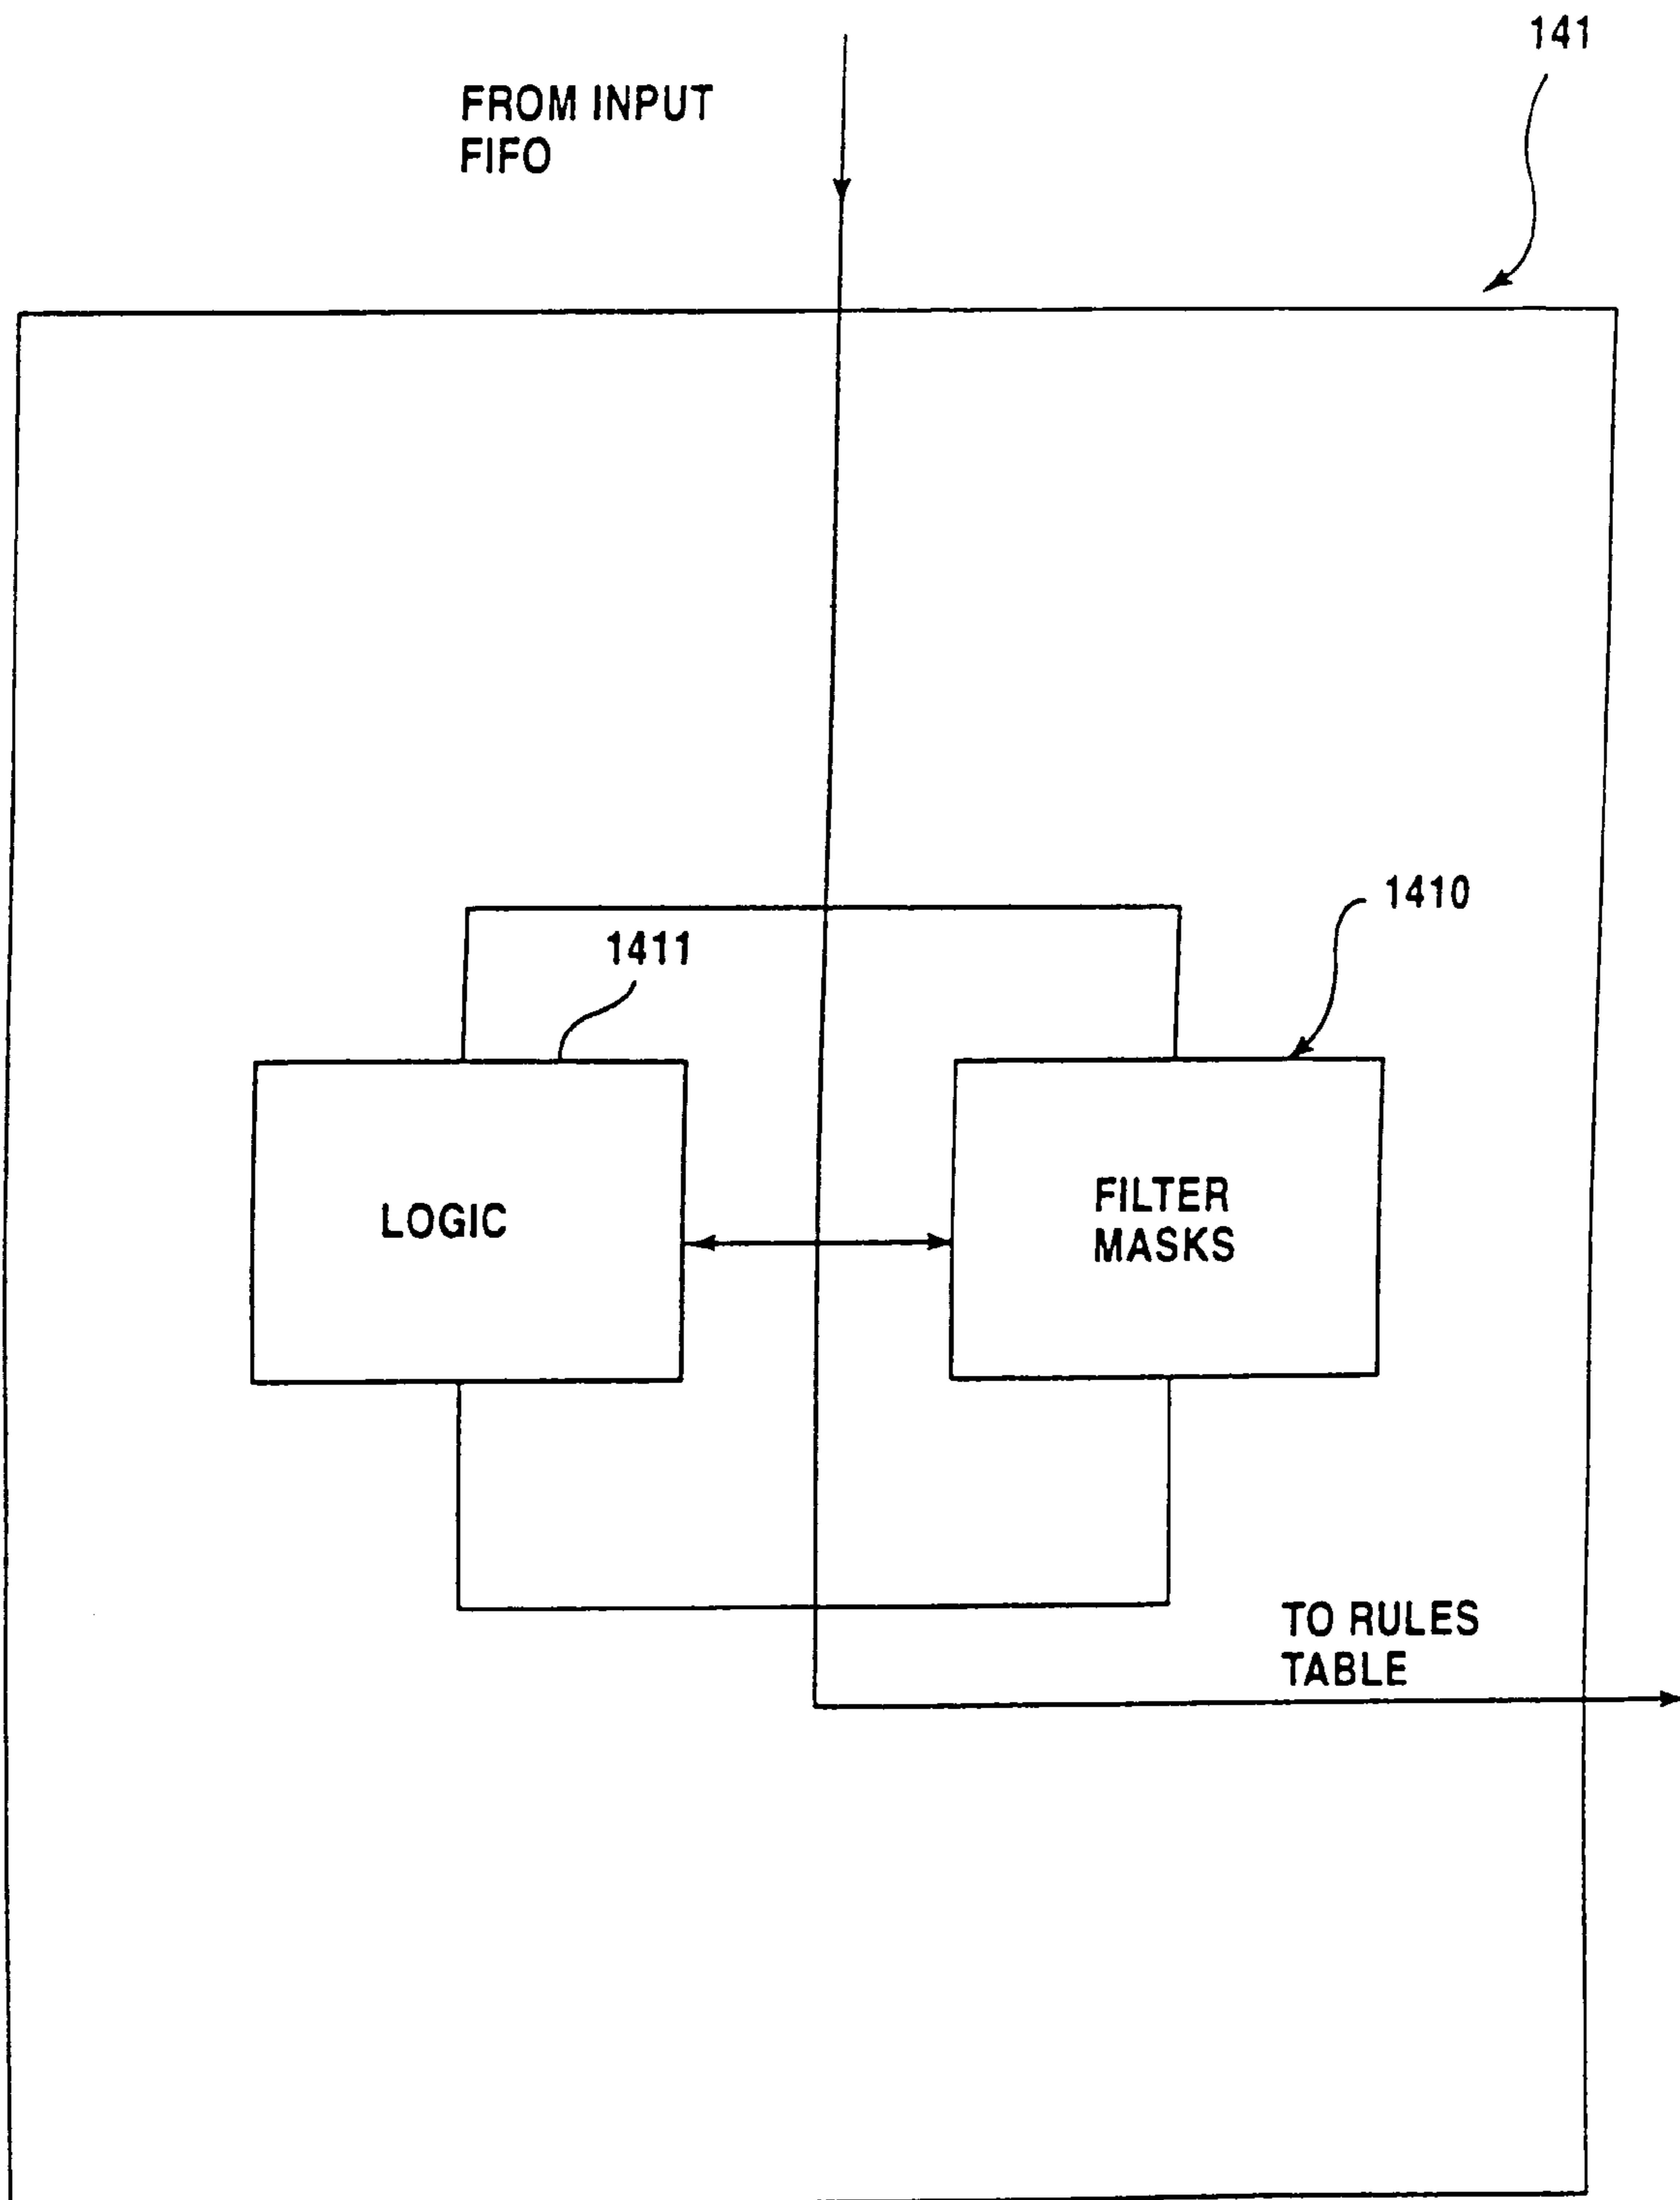 141
FROM INPUT
FIFO
1410
1411
LOGIC
FILTER
MASKS
TO RULES
TABLE